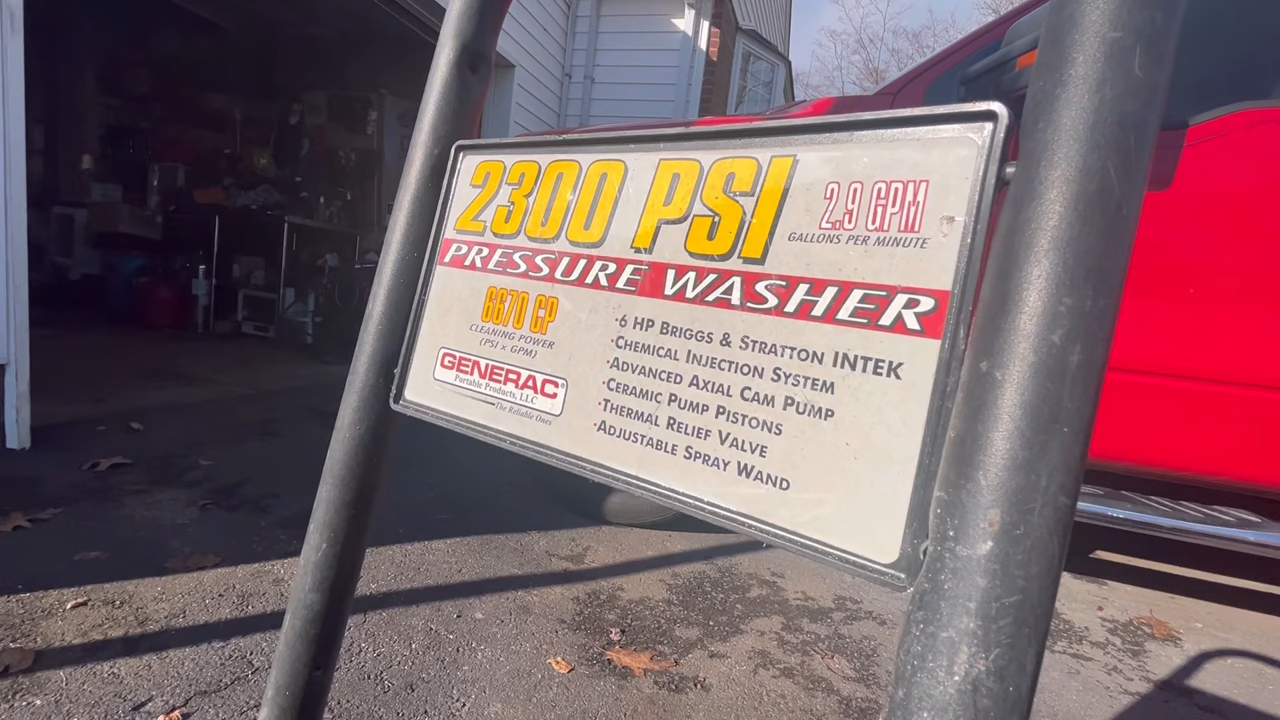 2300 PSI
2.9 GPM
GALLONS PER MINUTE
PRESSURE WASHER
6670 CP
CLEANING POWER
(PSI x GPM)
GENERAC®
Portable Products, LLC
The Reliable Ones
·6 HP BRIGGS & STRATTON INTEK
·CHEMICAL INJECTION SYSTEM
·ADVANCED AXIAL CAM PUMP
·CERAMIC PUMP PISTONS
·THERMAL RELIEF VALVE
·ADJUSTABLE SPRAY WAND